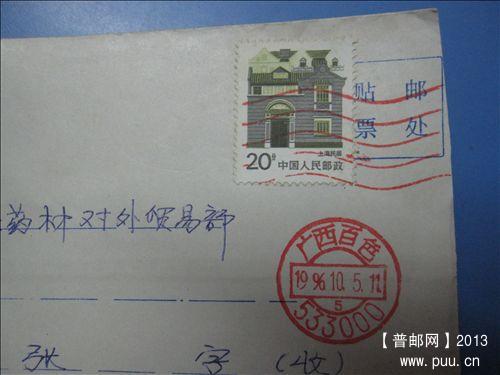 贴 邮
票 处
上海民居
20分 中国人民邮政
药材对外贸易部
广西百色
1996.10.5.11
5
533000
张 字(收)
【普邮网】2013
www.puu.cn